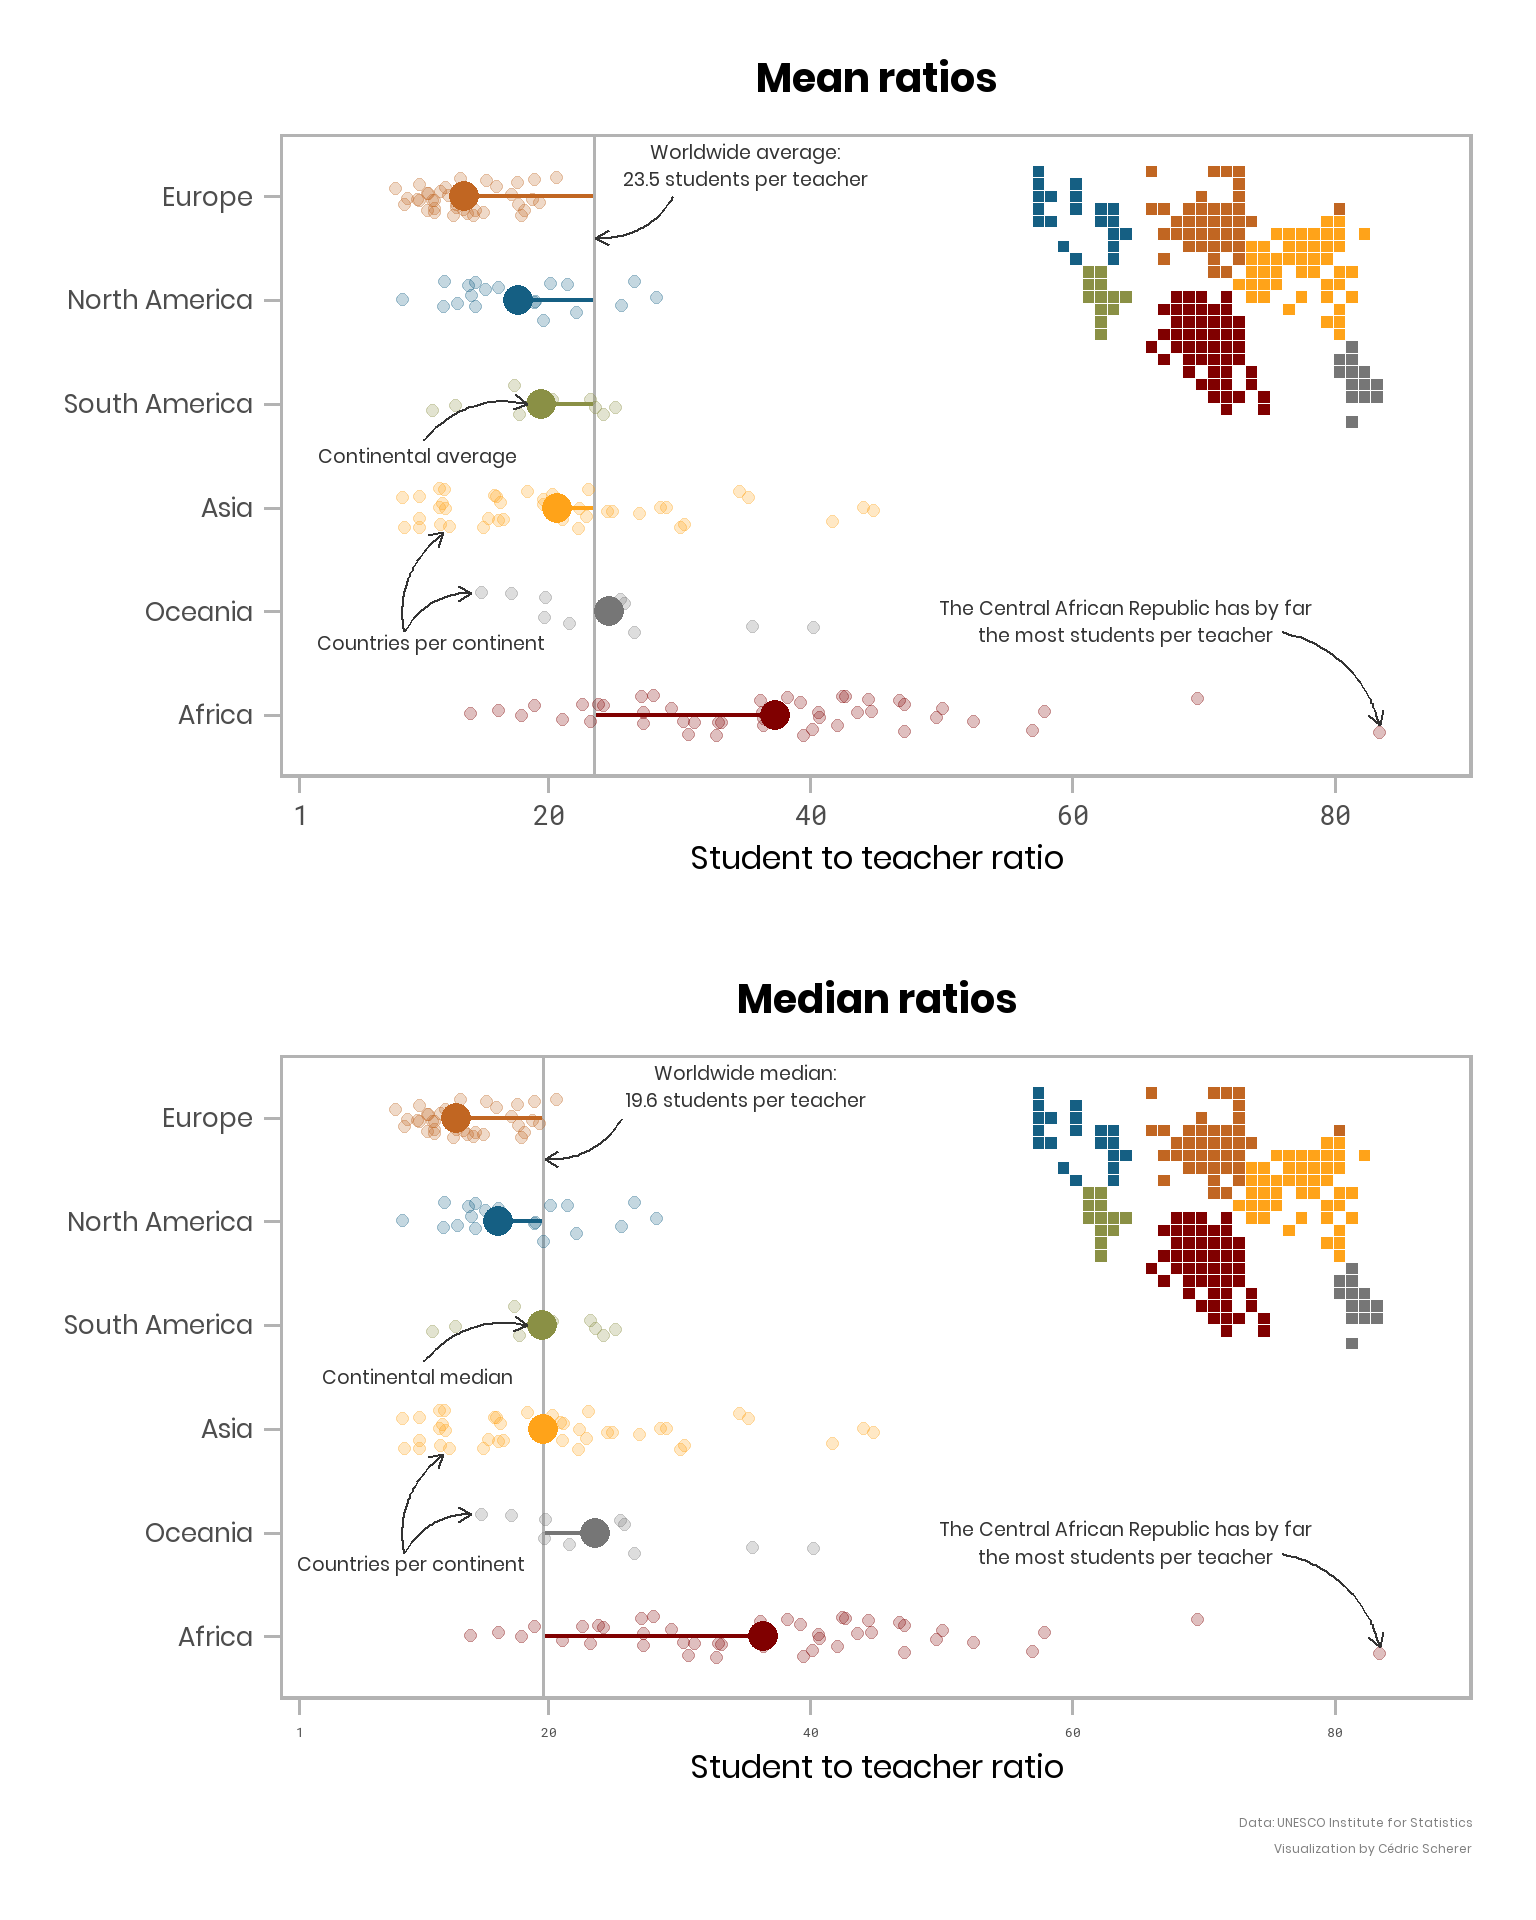 Mean ratios
Worldwide average:
23.5 students per teacher
Europe
North America
South America
Continental average
Asia
Oceania
The Central African Republic has by far
the most students per teacher
Countries per continent
Africa
1 20 40 60 80
Student to teacher ratio
Median ratios
Worldwide median:
19.6 students per teacher
Europe
North America
South America
Continental median
Asia
Oceania
The Central African Republic has by far
the most students per teacher
Countries per continent
Africa
1 20 40 60 80
Student to teacher ratio
Data: UNESCO Institute for Statistics
Visualization by Cédric Scherer